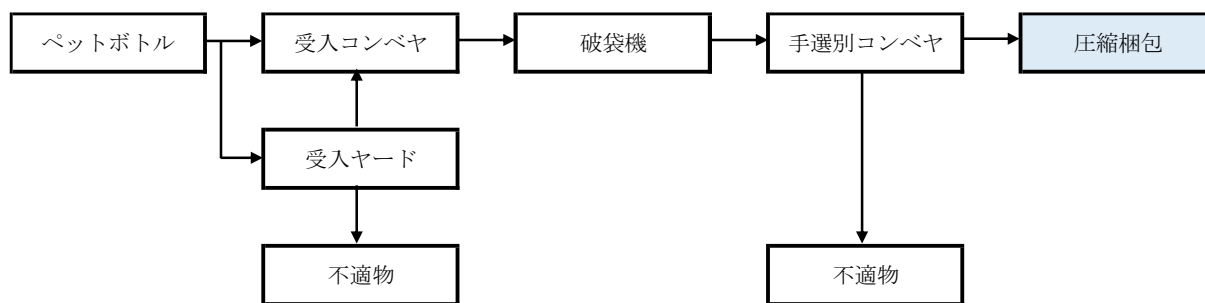 ペットボトル
受入コンベヤ
破袋機
手選別コンベヤ
圧縮梱包
受入ヤード
不適物
不適物